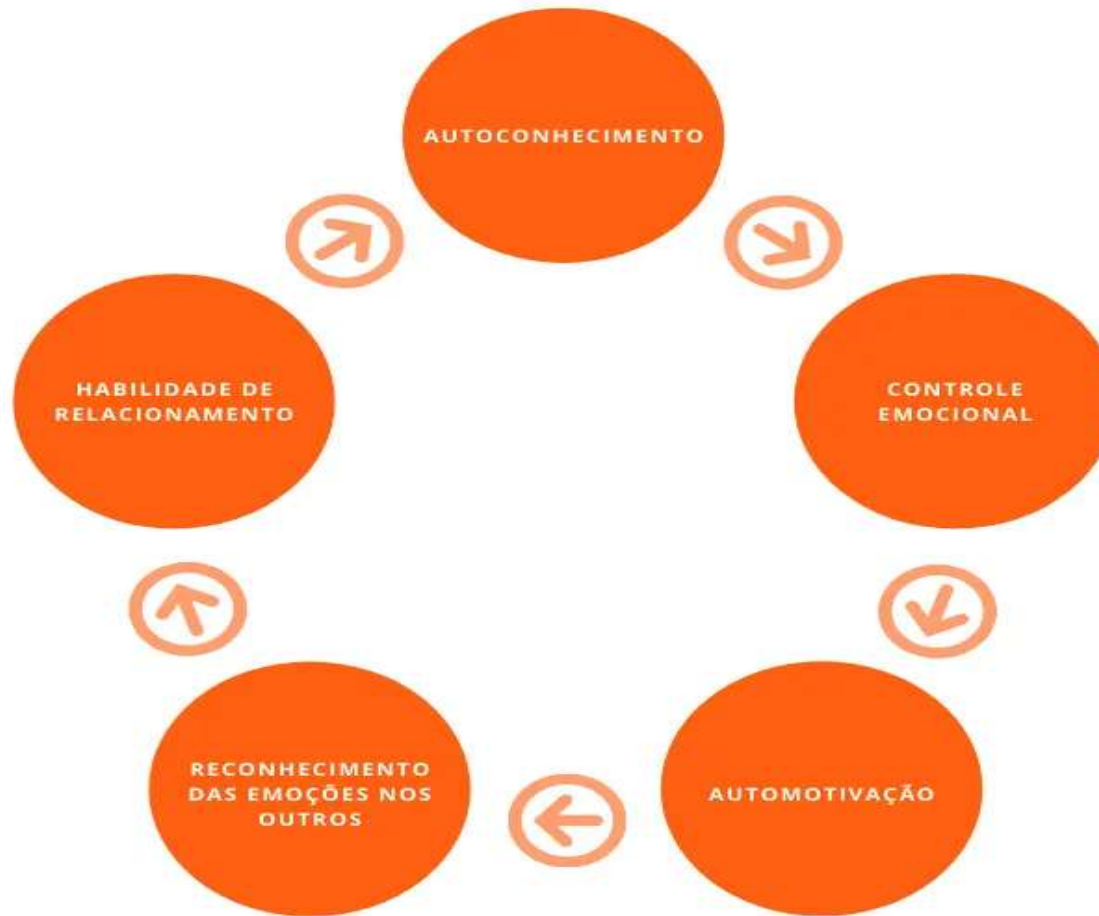 AUTOCONHECIMENTO
CONTROLE
EMOCIONAL
AUTOMOTIVAÇÃO
RECONHECIMENTO
DAS EMOÇÕES NOS
OUTROS
HABILIDADE DE
RELACIONAMENTO